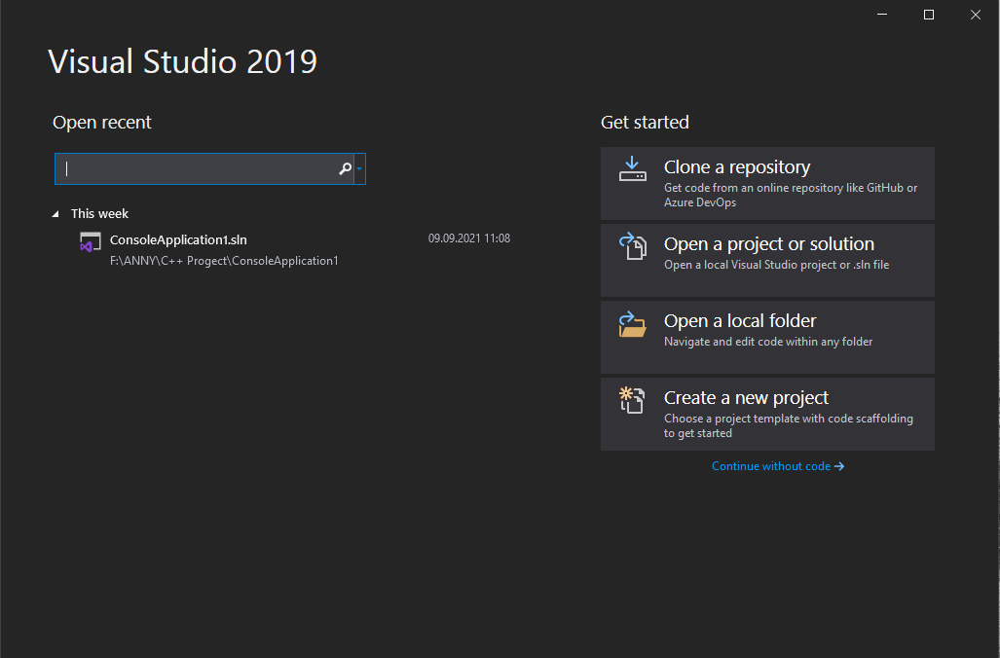 Visual Studio 2019
Open recent
This week
ConsoleApplication1.sln
09.09.2021 11:08
F:\ANNY\C++ Progect\ConsoleApplication1
Get started
Clone a repository
Get code from an online repository like GitHub or
Azure DevOps
Open a project or solution
Open a local Visual Studio project or .sln file
Open a local folder
Navigate and edit code within any folder
Create a new project
Choose a project template with code scaffolding
to get started
Continue without code